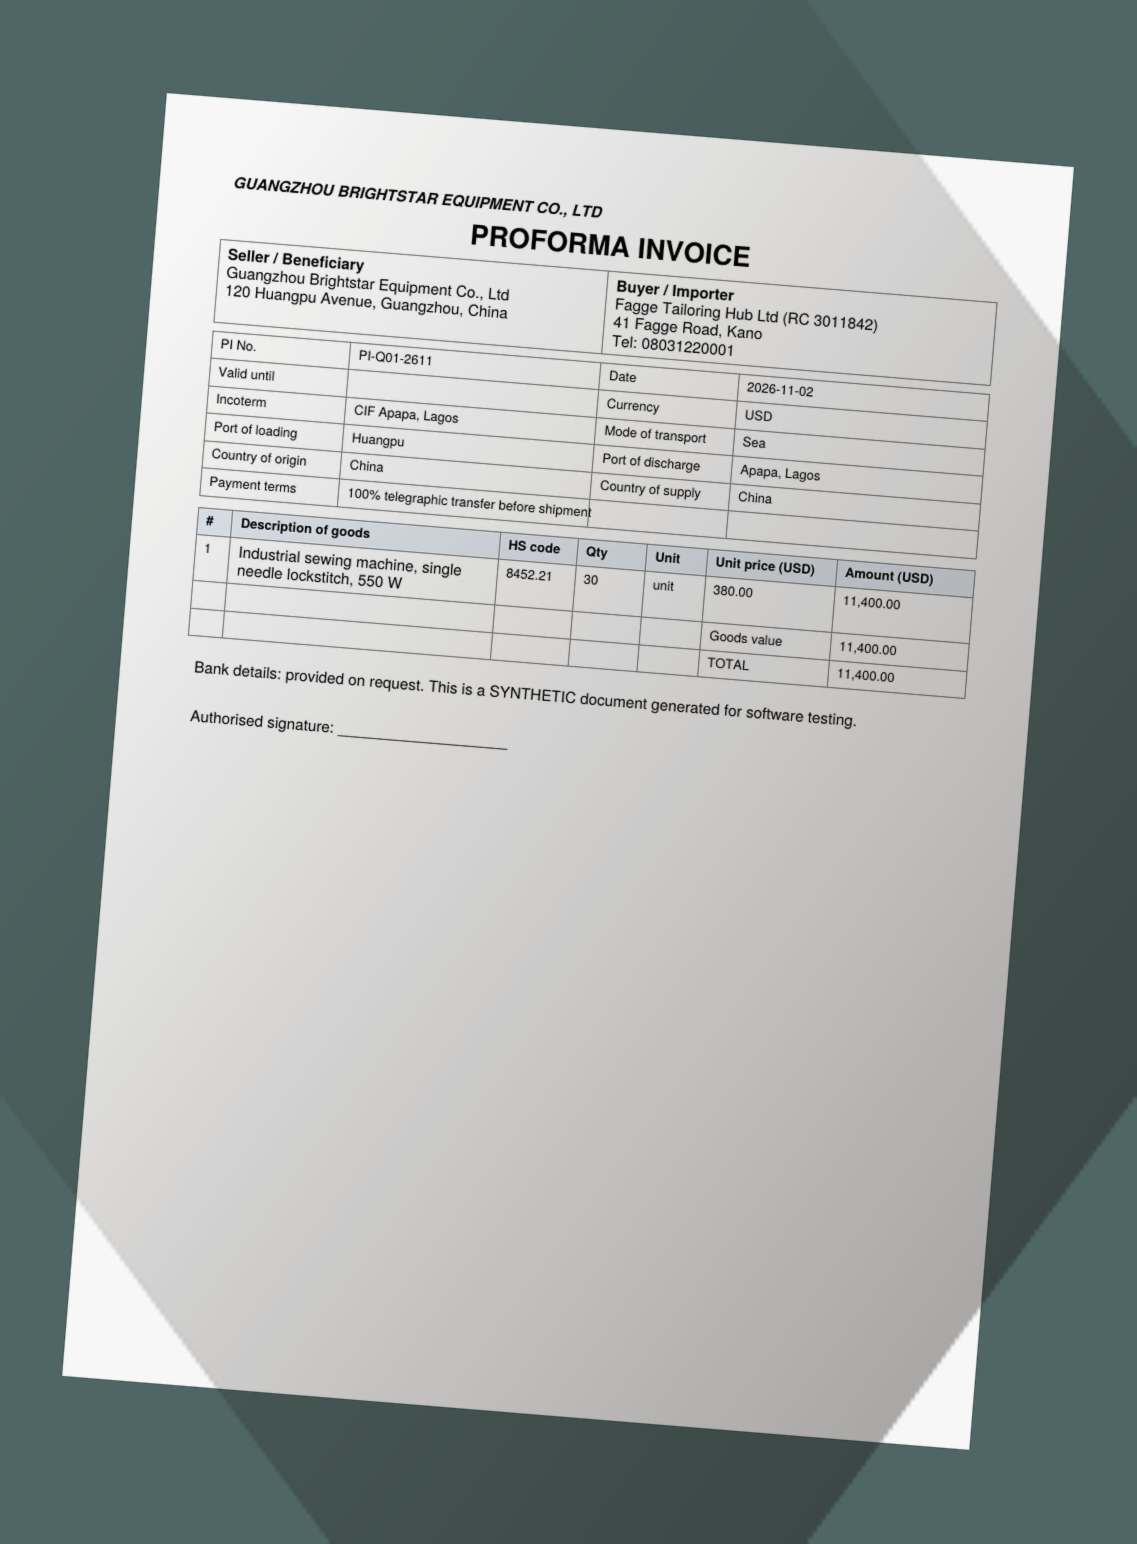 GUANGZHOU BRIGHTSTAR EQUIPMENT CO., LTD
PROFORMA INVOICE
Seller / Beneficiary
Guangzhou Brightstar Equipment Co., Ltd
120 Huangpu Avenue, Guangzhou, China
Buyer / Importer
Fagge Tailoring Hub Ltd (RC 3011842)
41 Fagge Road, Kano
Tel: 08031220001
PI No. PI-Q01-2611 Date 2026-11-02
Valid until Currency USD
Incoterm CIF Apapa, Lagos Mode of transport Sea
Port of loading Huangpu Port of discharge Apapa, Lagos
Country of origin China Country of supply China
Payment terms 100% telegraphic transfer before shipment
# Description of goods HS code Qty Unit Unit price (USD) Amount (USD)
1 Industrial sewing machine, single 8452.21 30 unit 380.00 11,400.00
needle lockstitch, 550 W
Goods value 11,400.00
TOTAL 11,400.00
Bank details: provided on request. This is a SYNTHETIC document generated for software testing.
Authorised signature: ____________________